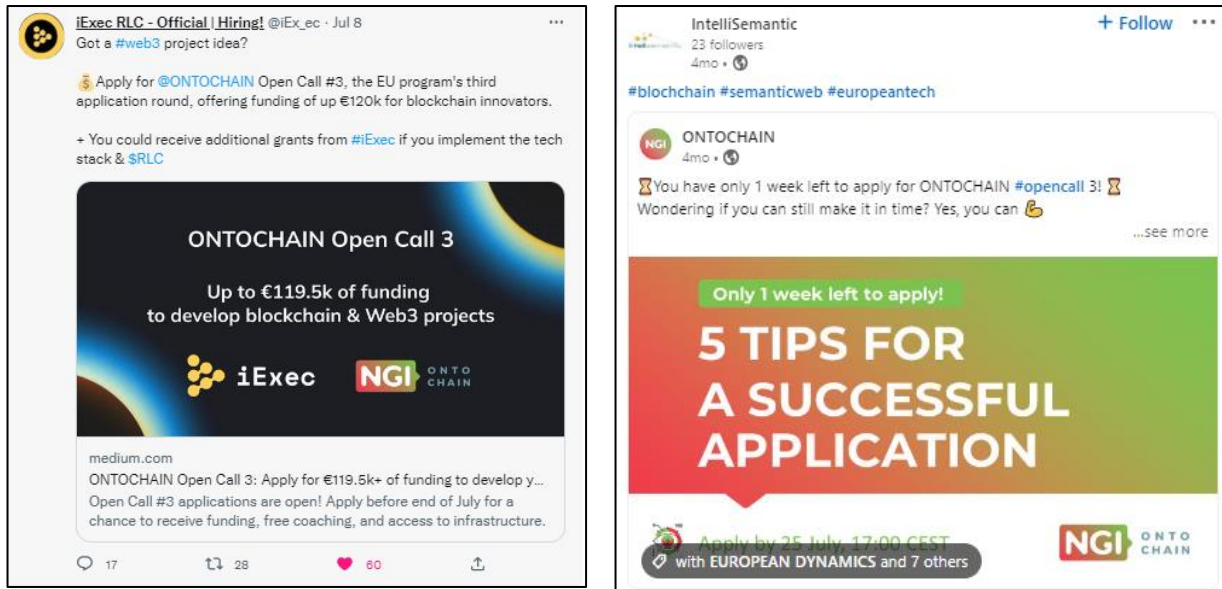 iExec RLC - Official | Hiring! @iEx_ec · Jul 8
Got a #web3 project idea?
💰Apply for @ONTOCHAIN Open Call #3, the EU program's third
application round, offering funding of up €120k for blockchain innovators.
+ You could receive additional grants from #iExec if you implement the tech
stack & $RLC
ONTOCHAIN Open Call 3
Up to €119.5k of funding
to develop blockchain & Web3 projects
iExec
NGI ONTO
CHAIN
medium.com
ONTOCHAIN Open Call 3: Apply for €119.5k+ of funding to develop y...
Open Call #3 applications are open! Apply before end of July for a
chance to receive funding, free coaching, and access to infrastructure.
17 28 60
IntelliSemantic
+ Follow
23 followers
4mo •
#blochchain #semanticweb #europeantech
NGI
ONTOCHAIN
4mo •
⌛You have only 1 week left to apply for ONTOCHAIN #opencall 3! ⌛
Wondering if you can still make it in time? Yes, you can 💪
...see more
Only 1 week left to apply!
5 TIPS FOR
A SUCCESSFUL
APPLICATION
Apply by 25 July, 17:00 CEST
with EUROPEAN DYNAMICS and 7 others
NGI ONTO
CHAIN